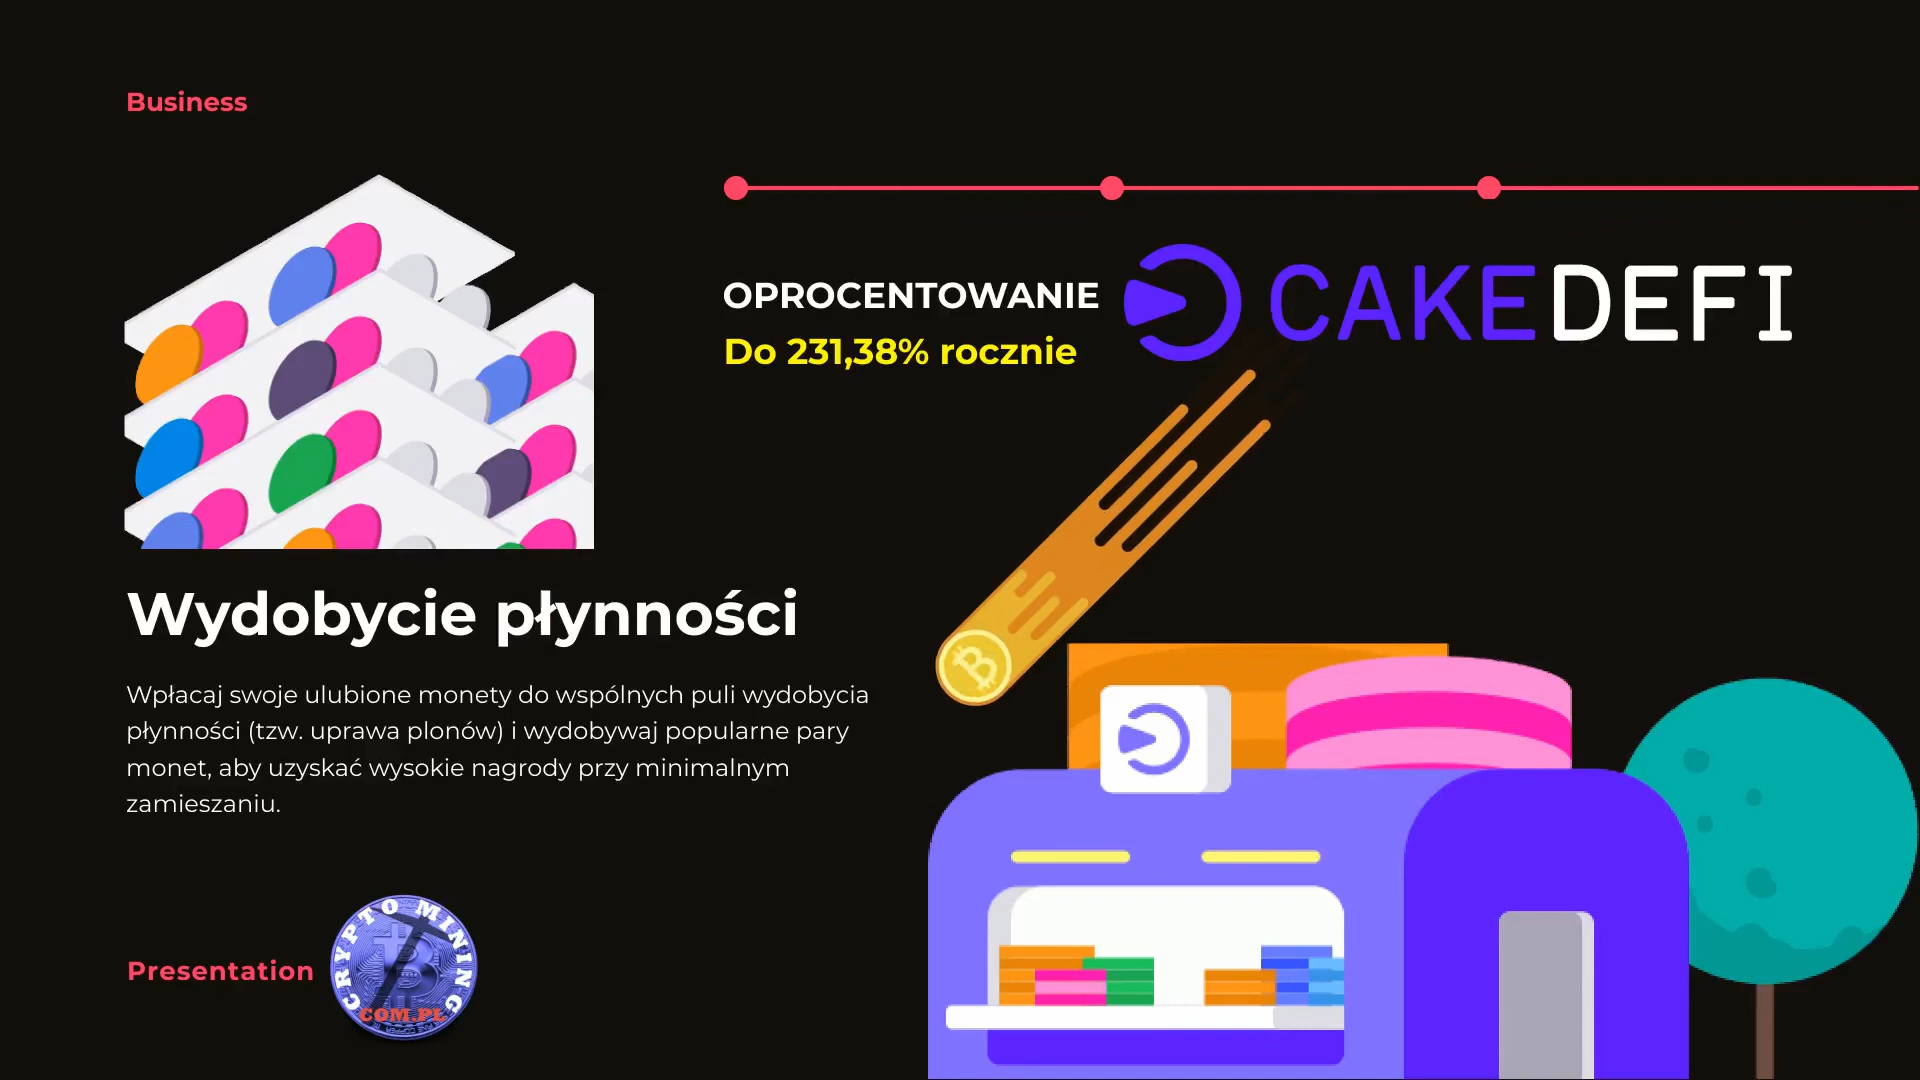 Business
OPROCENTOWANIE
Do 231,38% rocznie
CAKEDEFI
Wydobycie płynności
Wpłacaj swoje ulubione monety do wspólnych puli wydobycia
płynności (tzw. uprawa plonów) i wydobywaj popularne pary
monet, aby uzyskać wysokie nagrody przy minimalnym
zamieszaniu.
Presentation
CRYPTO MINING
COM.PL